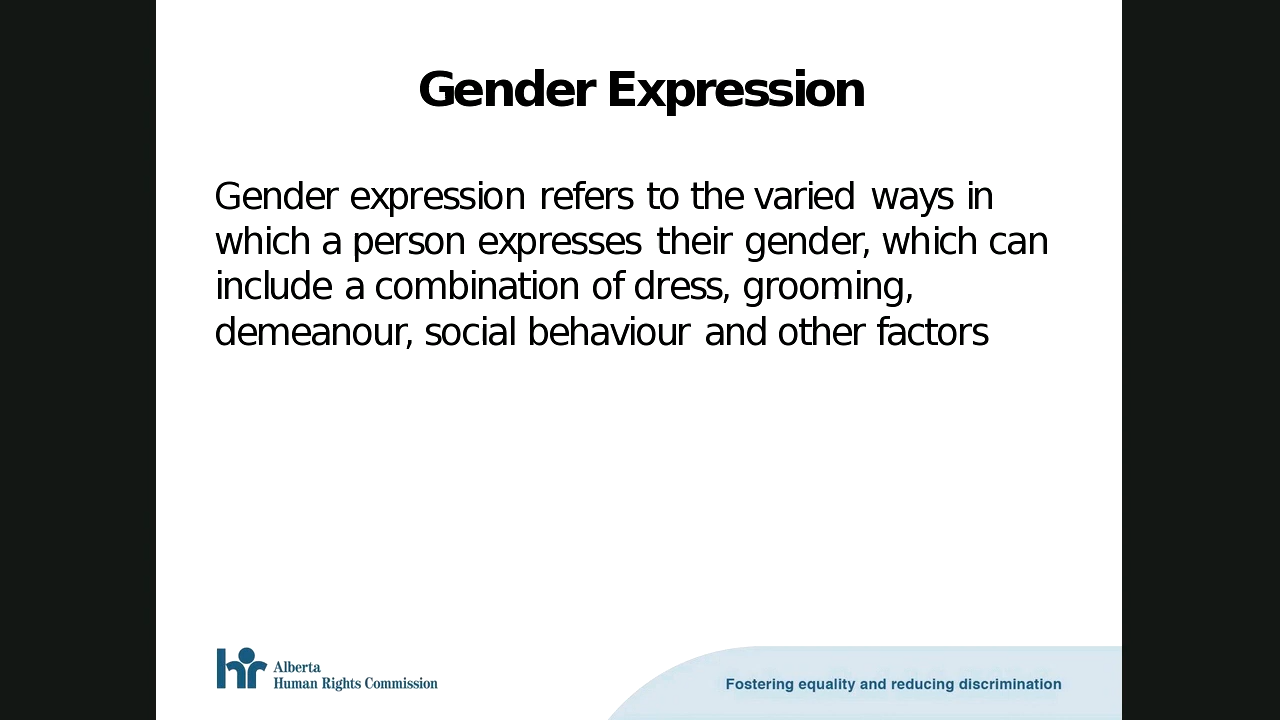 Gender Expression
Gender expression refers to the varied ways in
which a person expresses their gender, which can
include a combination of dress, grooming,
demeanour, social behaviour and other factors
hr Alberta
Human Rights Commission
Fostering equality and reducing discrimination